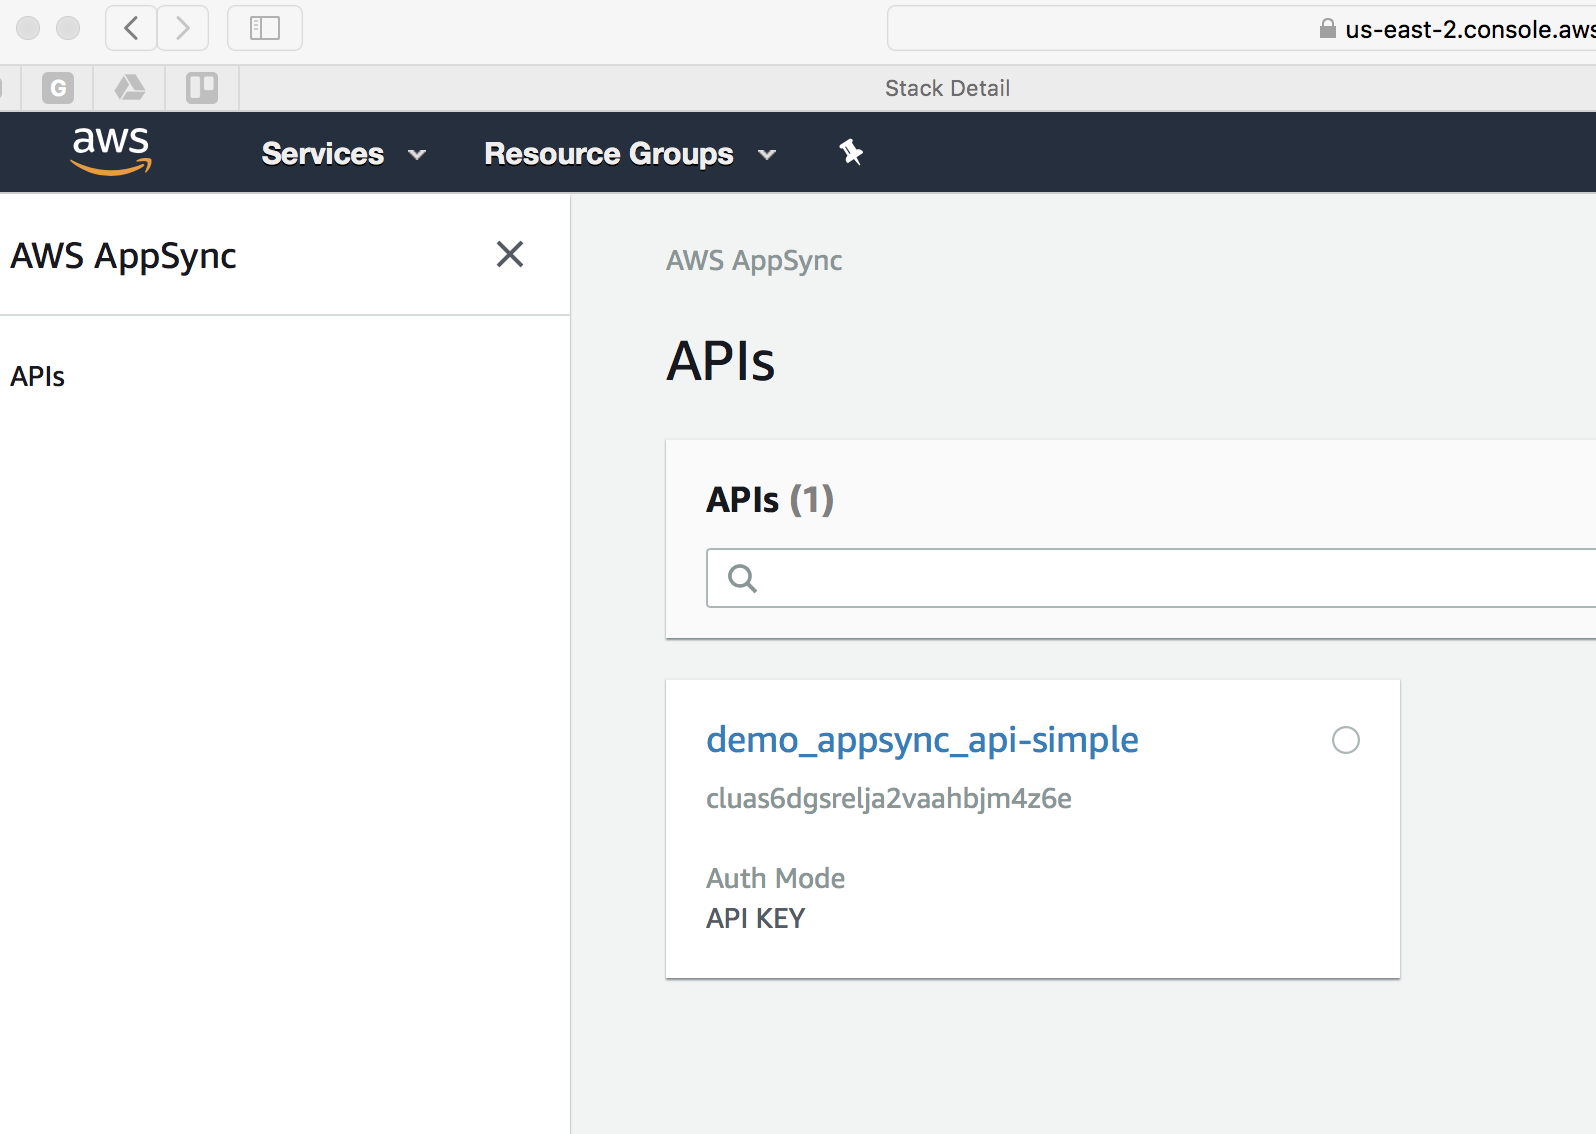 us-east-2.console.aws
G
Stack Detail
aws
Services
Resource Groups
AWS AppSync
APIs
AWS AppSync
APIs
APIs (1)
demo_appsync_api-simple
cluas6dgsrelja2vaahbjm4z6e
Auth Mode
API KEY